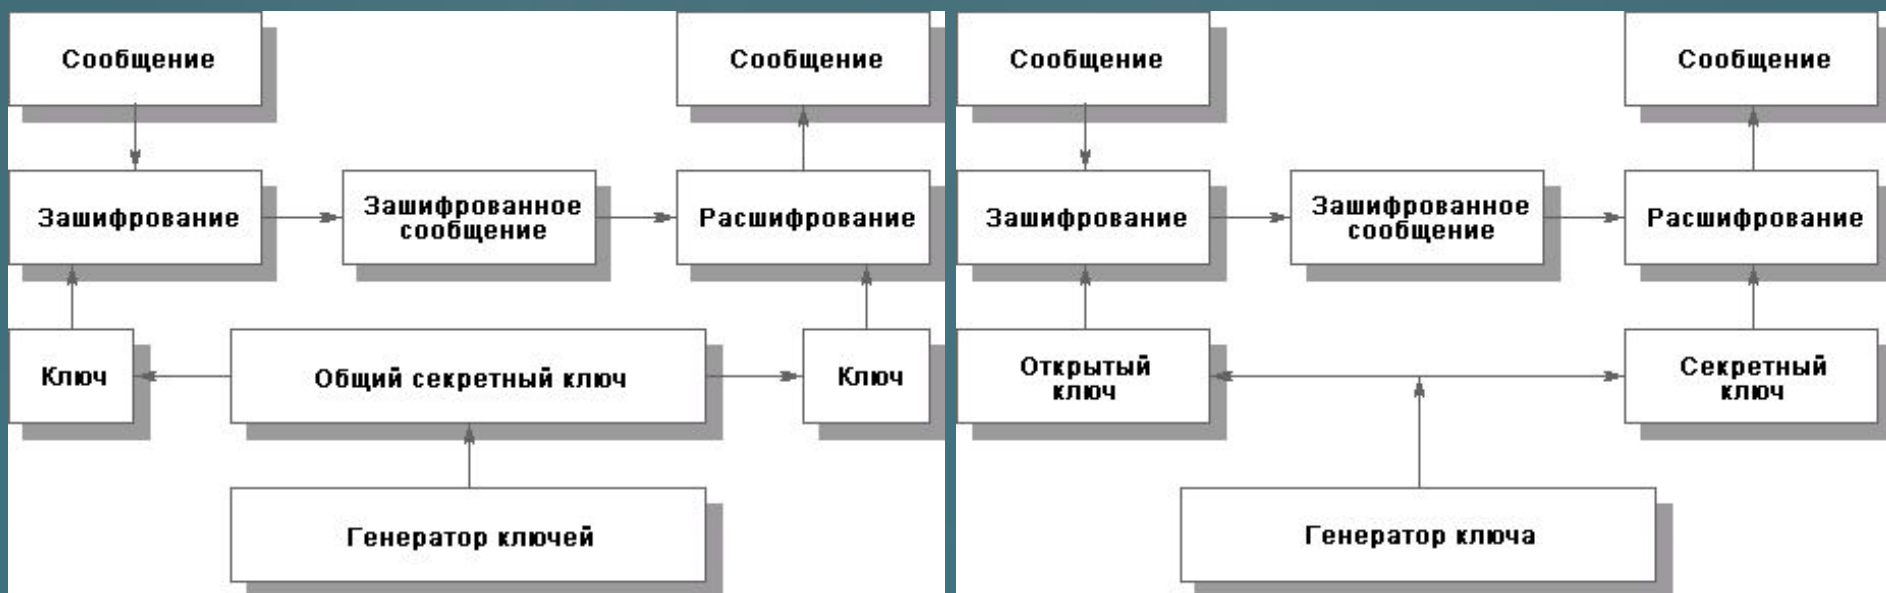 Сообщение
Сообщение
Зашифрование
Зашифрованное
сообщение
Расшифрование
Ключ
Общий секретный ключ
Ключ
Генератор ключей
Сообщение
Сообщение
Зашифрование
Зашифрованное
сообщение
Расшифрование
Открытый
ключ
Секретный
ключ
Генератор ключа